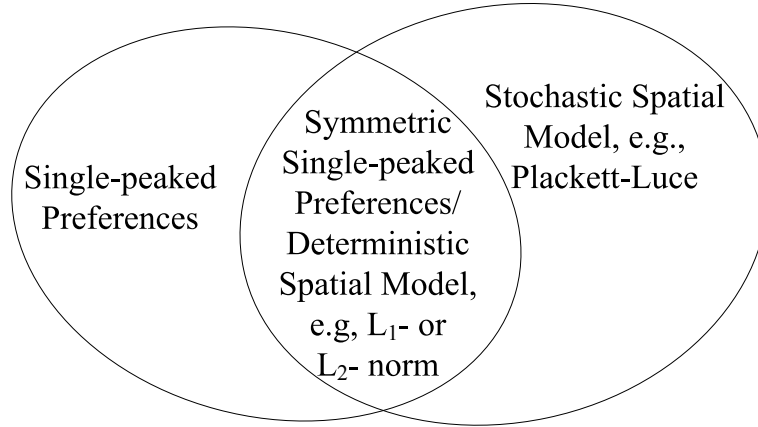 Single-peaked
Preferences
Symmetric
Single-peaked
Preferences/
Deterministic
Spatial Model,
e.g, L₁- or
L₂- norm
Stochastic Spatial
Model, e.g.,
Plackett-Luce